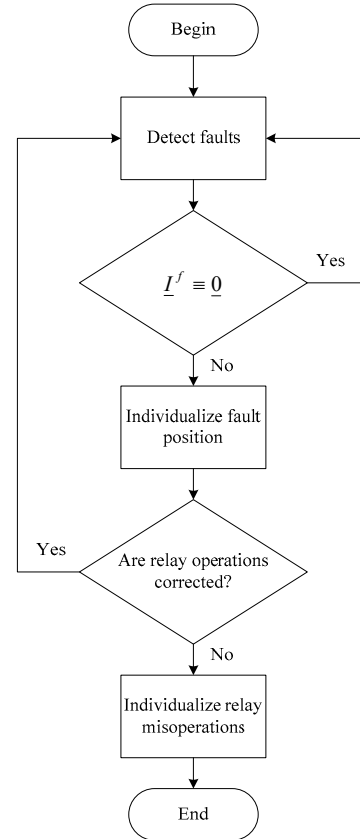 Begin
Detect faults
I^f ≡ 0
Yes
No
Individualize fault
position
Yes
Are relay operations
corrected?
No
Individualize relay
misoperations
End